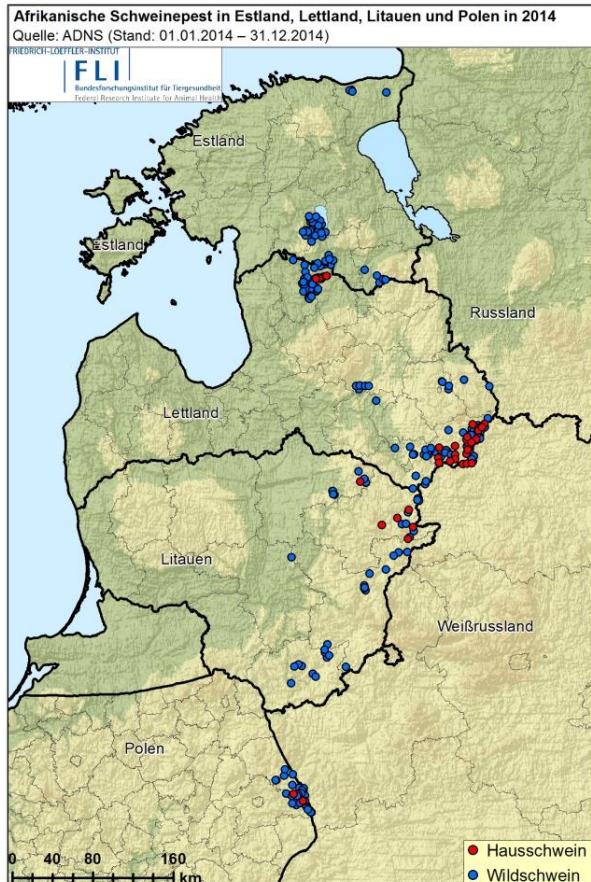 Afrikanische Schweinepest in Estland, Lettland, Litauen und Polen in 2014
Quelle: ADNS (Stand: 01.01.2014 – 31.12.2014)
FRIEDRICH-LOEFFLER-INSTITUT
FLI
Bundesforschungsinstitut für Tiergesundheit
Federal Research Institute for Animal Health
Estland
Estland
Russland
Lettland
Litauen
Weißrussland
Polen
0 40 80 160
km
Hausschwein
Wildschwein